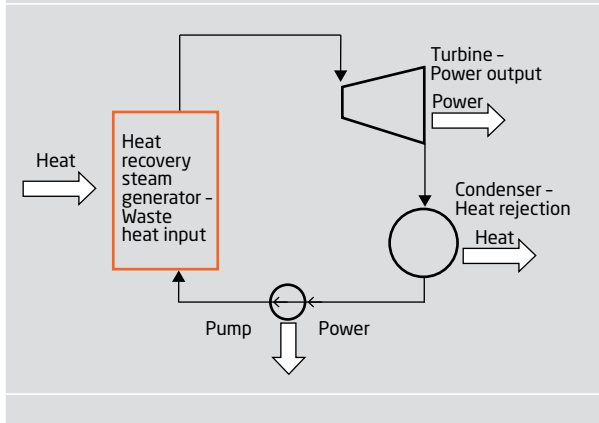 Turbine –
Power output
Power
Heat
Heat
recovery
steam
generator –
Waste
heat input
Condenser –
Heat rejection
Heat
Pump
Power